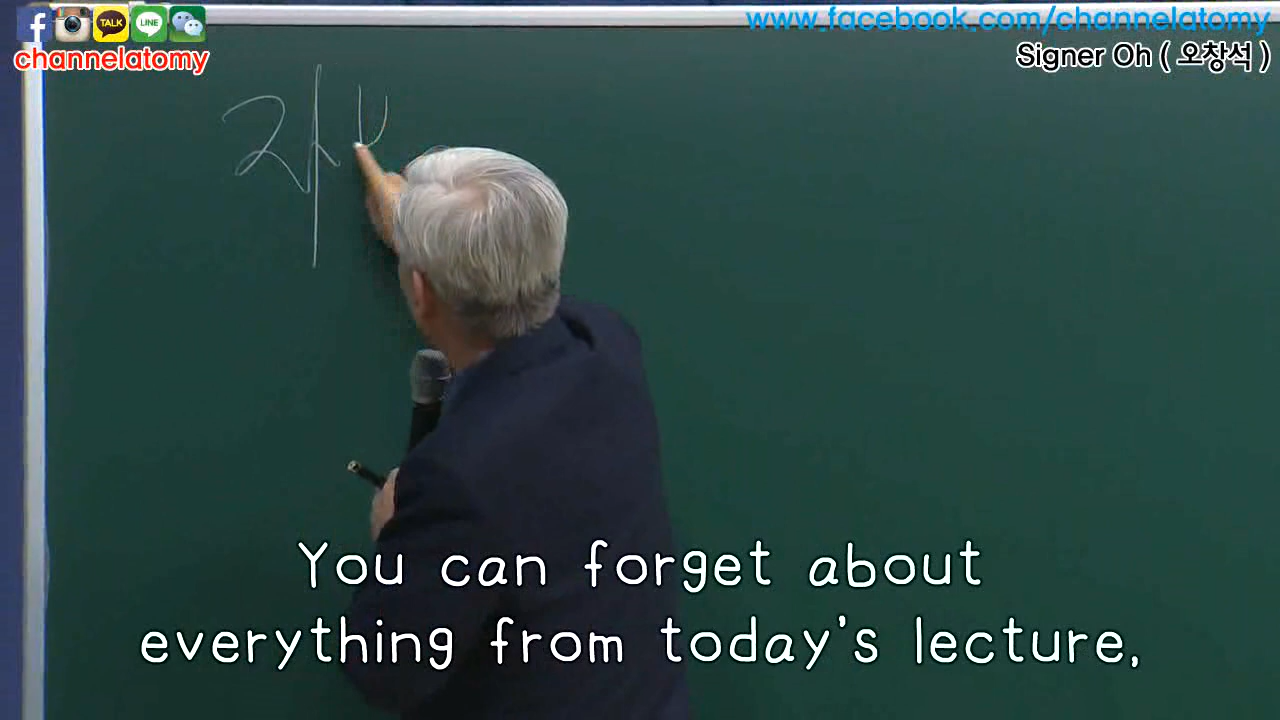 TALK
LINE
channelatomy
www.facebook.com/channelatomy
Signer Oh ( 오창석 )
You can forget about
everything from today's lecture,